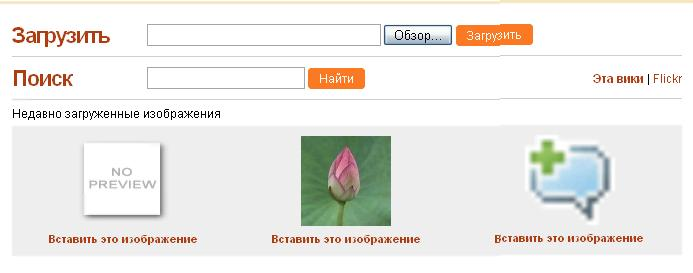 Загрузить Обзор... Загрузить
Поиск Найти Эта вики | Flickr
Недавно загруженные изображения
NO
PREVIEW
Вставить это изображение Вставить это изображение Вставить это изображение